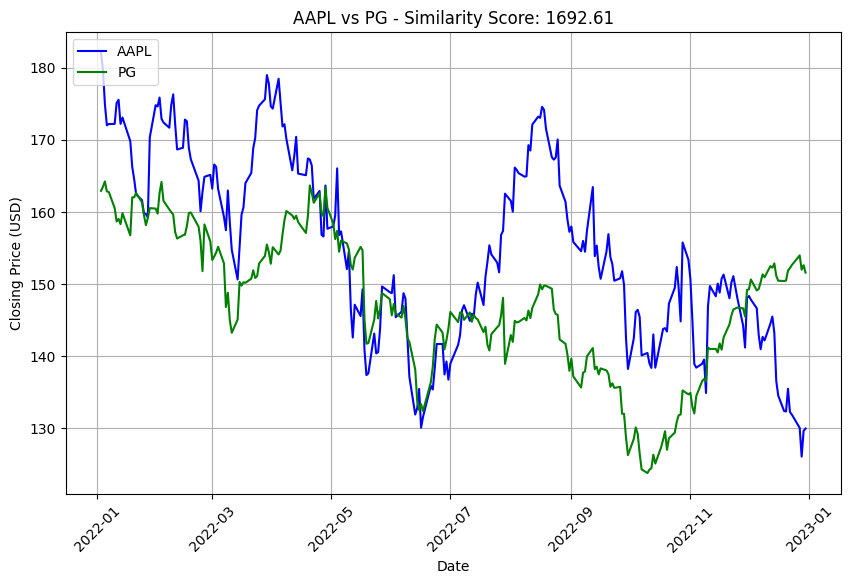 AAPL vs PG - Similarity Score: 1692.61
AAPL
PG
Closing Price (USD)
180
170
160
150
140
130
2022-01
2022-03
2022-05
2022-07
2022-09
2022-11
2023-01
Date